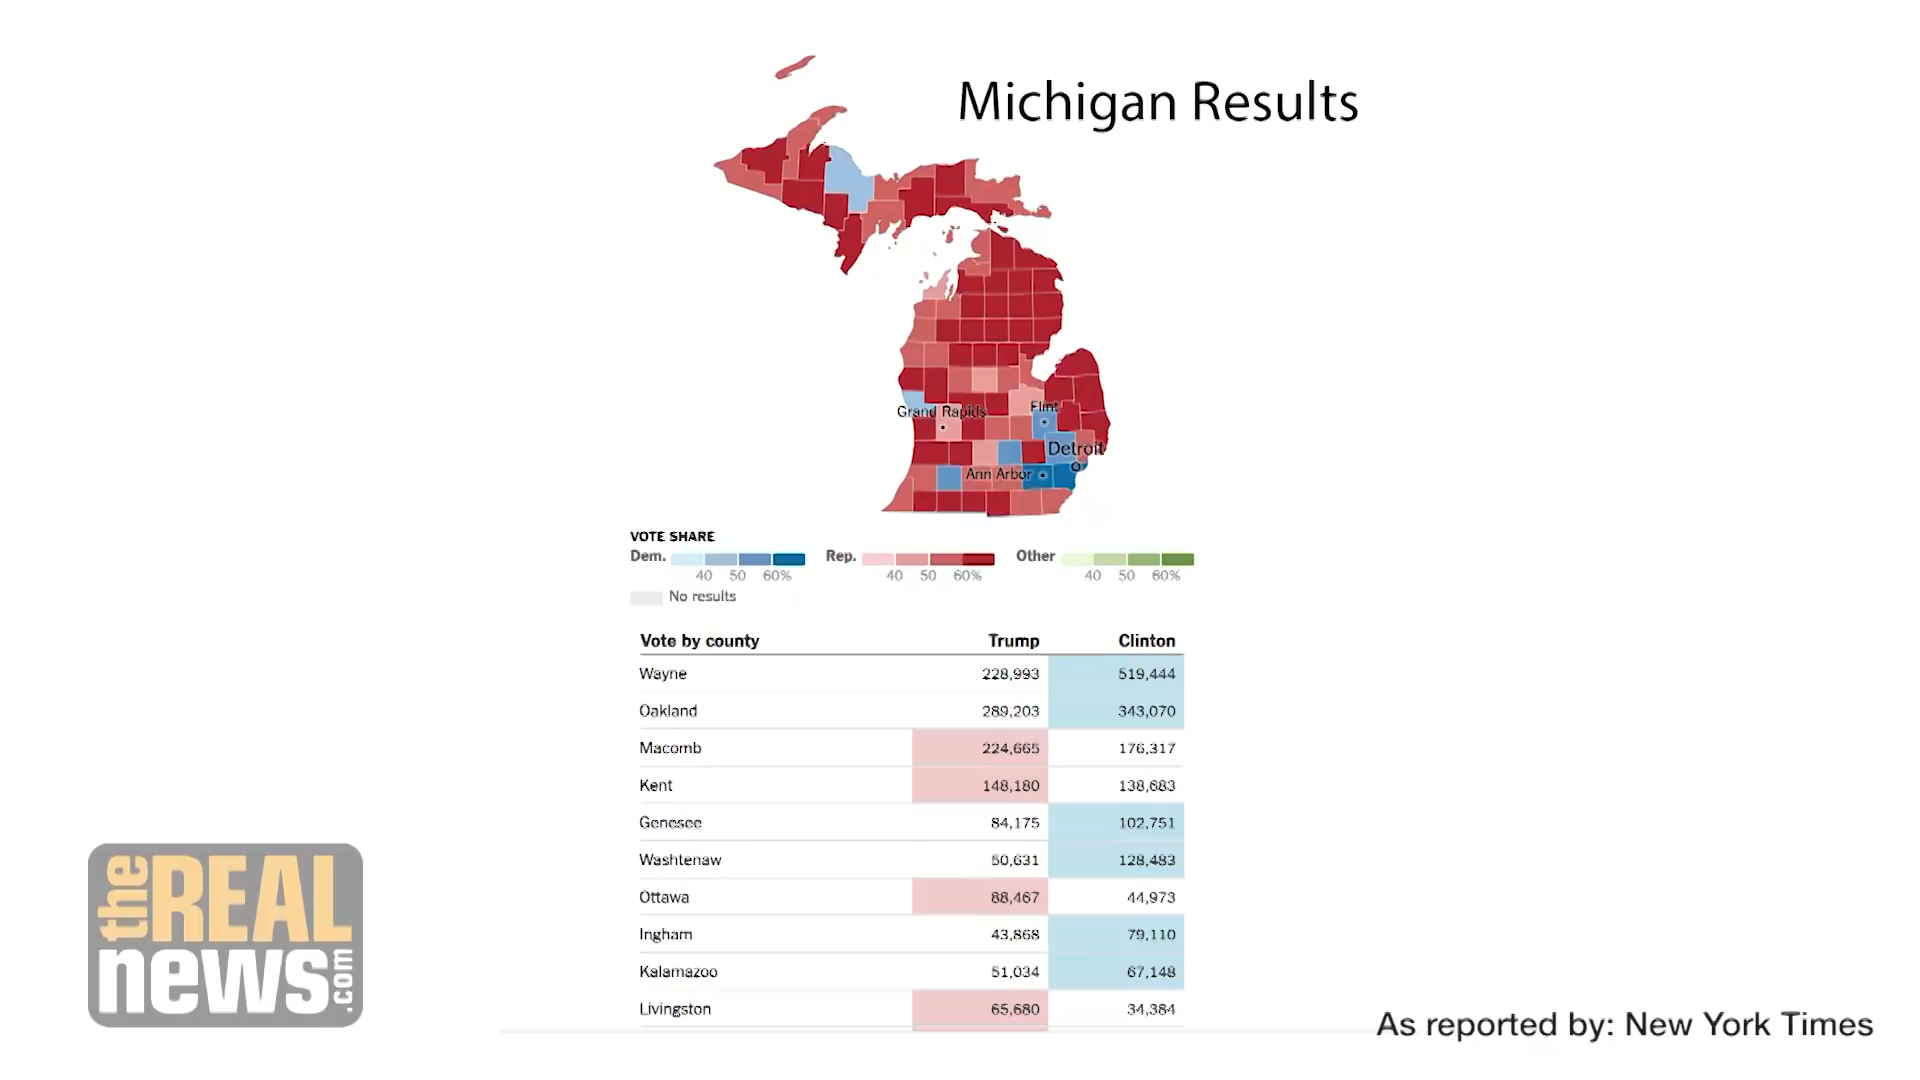 Michigan Results
Grand Rapids
Flint
Detroit
Ann Arbor
VOTE SHARE
Dem. Rep. Other
40 50 60% 40 50 60% 40 50 60%
No results
Vote by county Trump Clinton
Wayne 228,993 519,444
Oakland 289,203 343,070
Macomb 224,665 176,317
Kent 148,180 138,683
Genesee 84,175 102,751
Washtenaw 50,631 128,483
Ottawa 88,467 44,973
Ingham 43,868 79,110
Kalamazoo 51,034 67,148
Livingston 65,680 34,384
the REAL
news.com
As reported by: New York Times